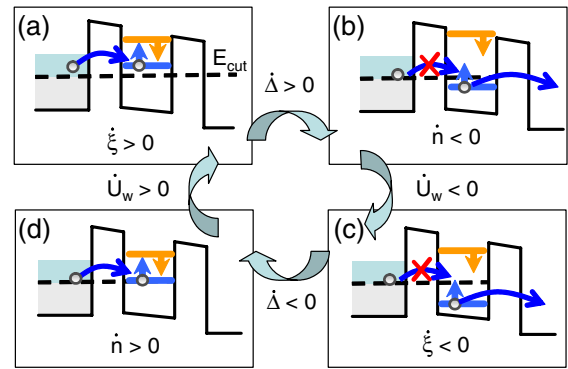 (a)
E_cut
ξ̇ > 0
Δ̇ > 0
(b)
ṅ < 0
U̇_w > 0
U̇_w < 0
(d)
ṅ > 0
Δ̇ < 0
(c)
ξ̇ < 0